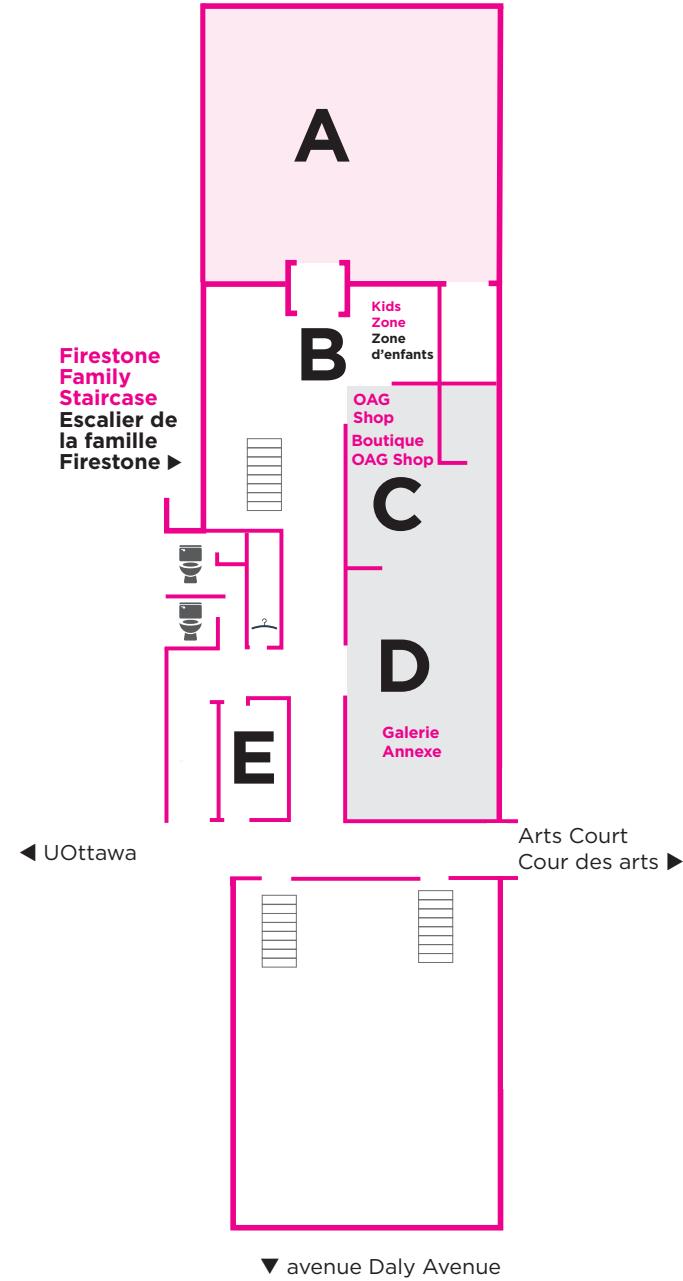 A
Kids
Zone
Zone
d’enfants
B
Firestone
Family
Staircase
Escalier de
la famille
Firestone ▶
OAG
Shop
Boutique
OAG Shop
C
?
D
Galerie
Annexe
E
◀ UOttawa
Arts Court
Cour des arts ▶
▼ avenue Daly Avenue